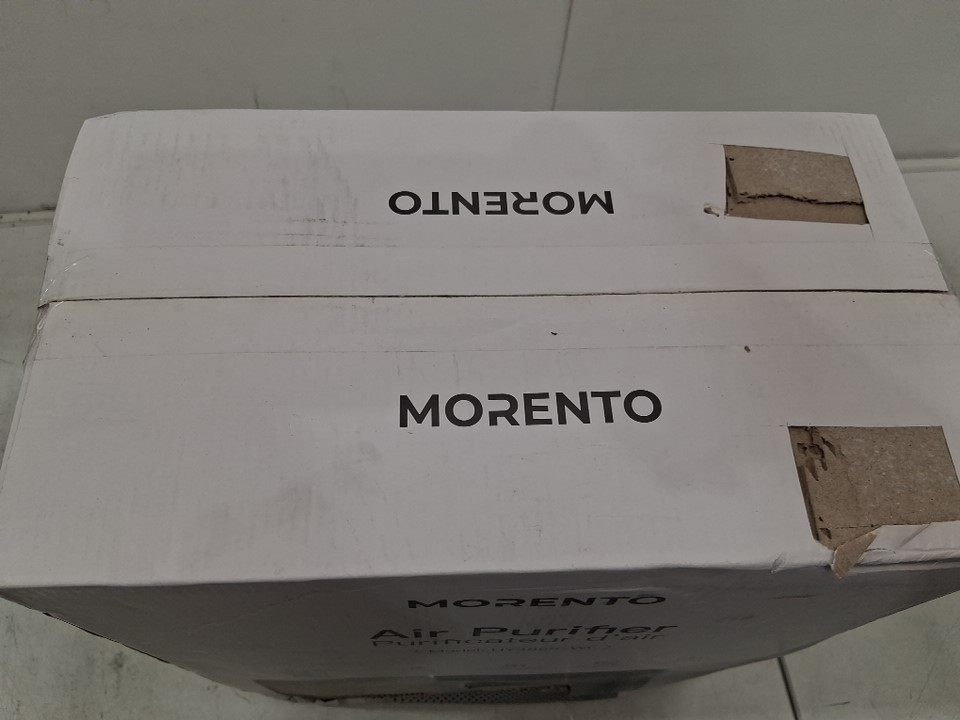 MORENTO
MORENTO
MORENTO
Air Purifier
Purificateur d'air